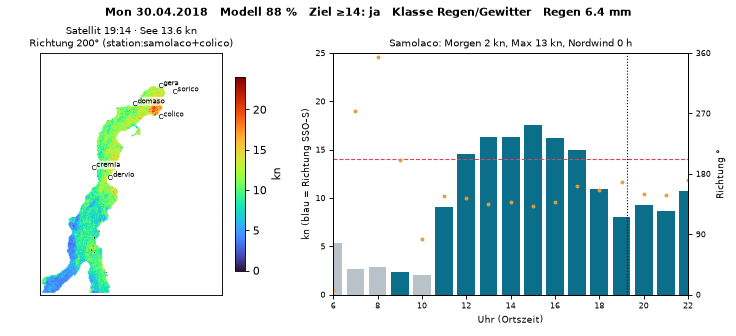 Mon 30.04.2018   Modell 88 %   Ziel ≥14: ja   Klasse Regen/Gewitter   Regen 6.4 mm
Satellit 19:14 · See 13.6 kn
Richtung 200° (station:samolaco+colico)
gera
sorico
domaso
colico
cremia
dervio
20
15
10
5
0
kn
Samolaco: Morgen 2 kn, Max 13 kn, Nordwind 0 h
kn (blau = Richtung SSO-S)
25
20
15
10
5
0
6
8
10
12
14
16
18
20
22
Uhr (Ortszeit)
360
270
180
90
0
Richtung °